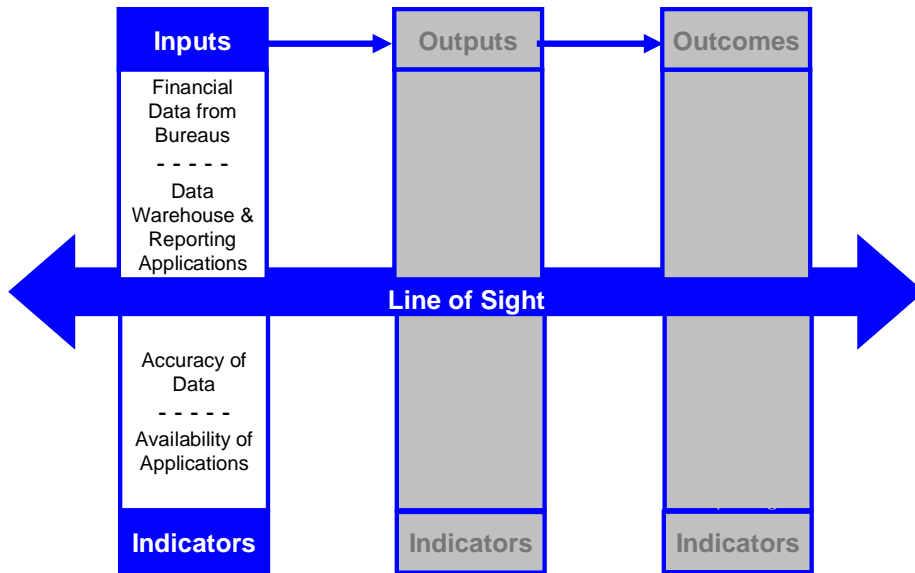 Inputs
Outputs
Outcomes
Financial
Data from
Bureaus
- - - - -
Data
Warehouse &
Reporting
Applications
Line of Sight
Accuracy of
Data
- - - - -
Availability of
Applications
Indicators
Indicators
Indicators